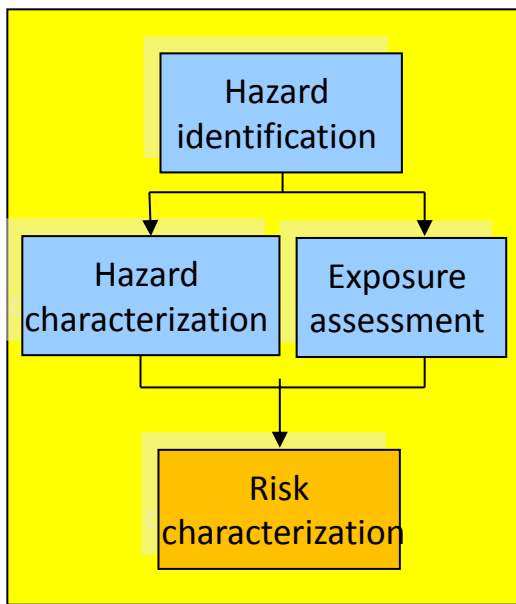 Hazard
identification
Hazard
characterization
Exposure
assessment
Risk
characterization